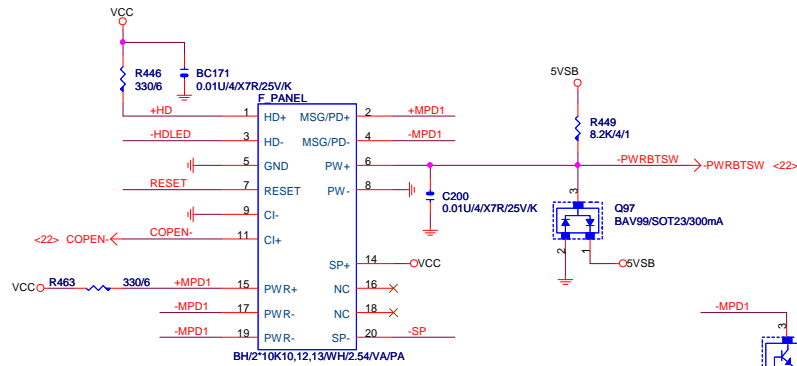 VCC
R446
330/6
BC171
0.01U/4/X7R/25V/K
F_PANEL
+HD 1 HD+ MSG/PD+ 2 +MPD1
-HDLED 3 HD- MSG/PD- 4 -MPD1
5 GND PW+ 6
RESET 7 RESET PW- 8
9 CI-
<22> COPEN- COPEN- 11 CI+
SP+ 14 VCC
VCC R463 330/6 +MPD1 15 PWR+ NC 16
-MPD1 17 PWR- NC 18
-MPD1 19 PWR- SP- 20 -SP
BH/2*10K10,12,13/WH/2.54/VA/PA
5VSB
R449
8.2K/4/1
-PWRBTSW -PWRBTSW <22>
C200
0.01U/4/X7R/25V/K
3
Q97
BAV99/SOT23/300mA
2 1
5VSB
-MPD1
3